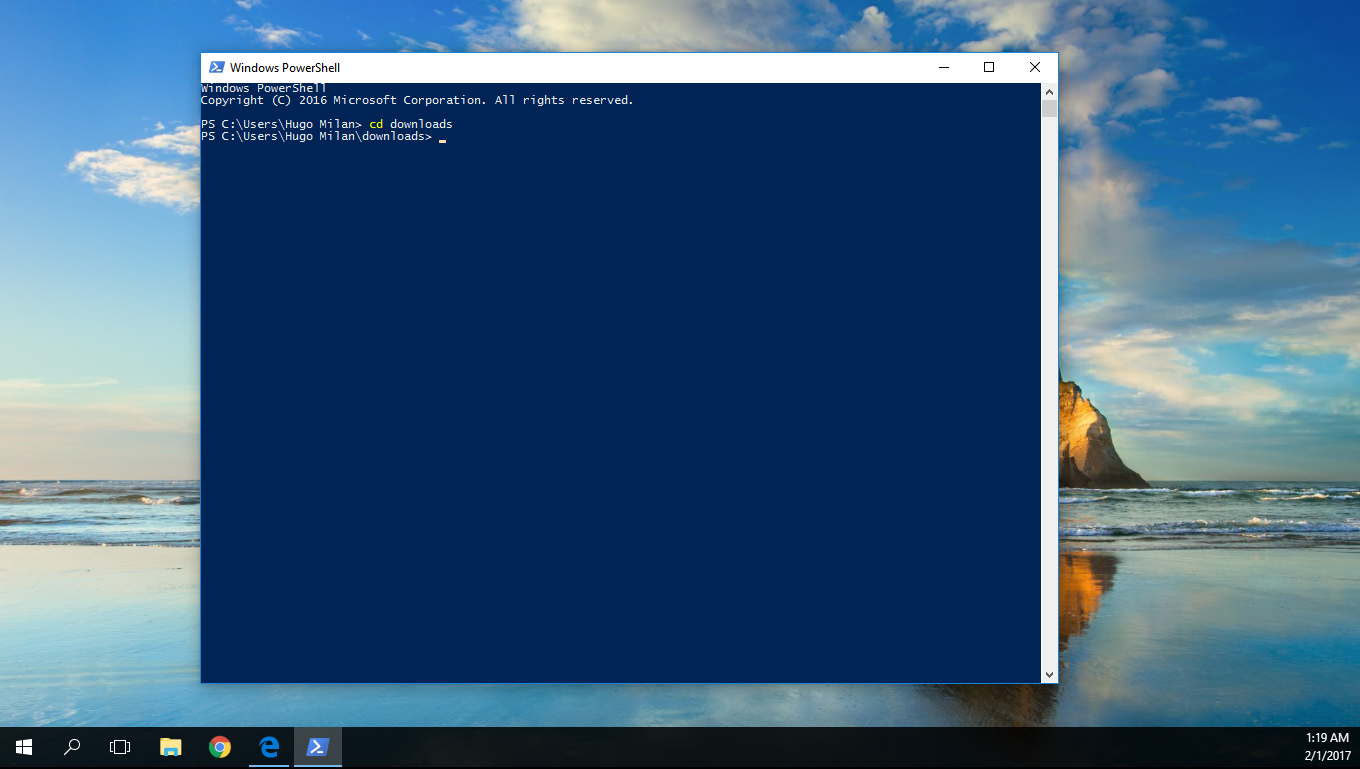 Windows PowerShell
Windows PowerShell
Copyright (C) 2016 Microsoft Corporation. All rights reserved.
PS C:\Users\Hugo Milan> cd downloads
PS C:\Users\Hugo Milan\downloads>
1:19 AM
2/1/2017